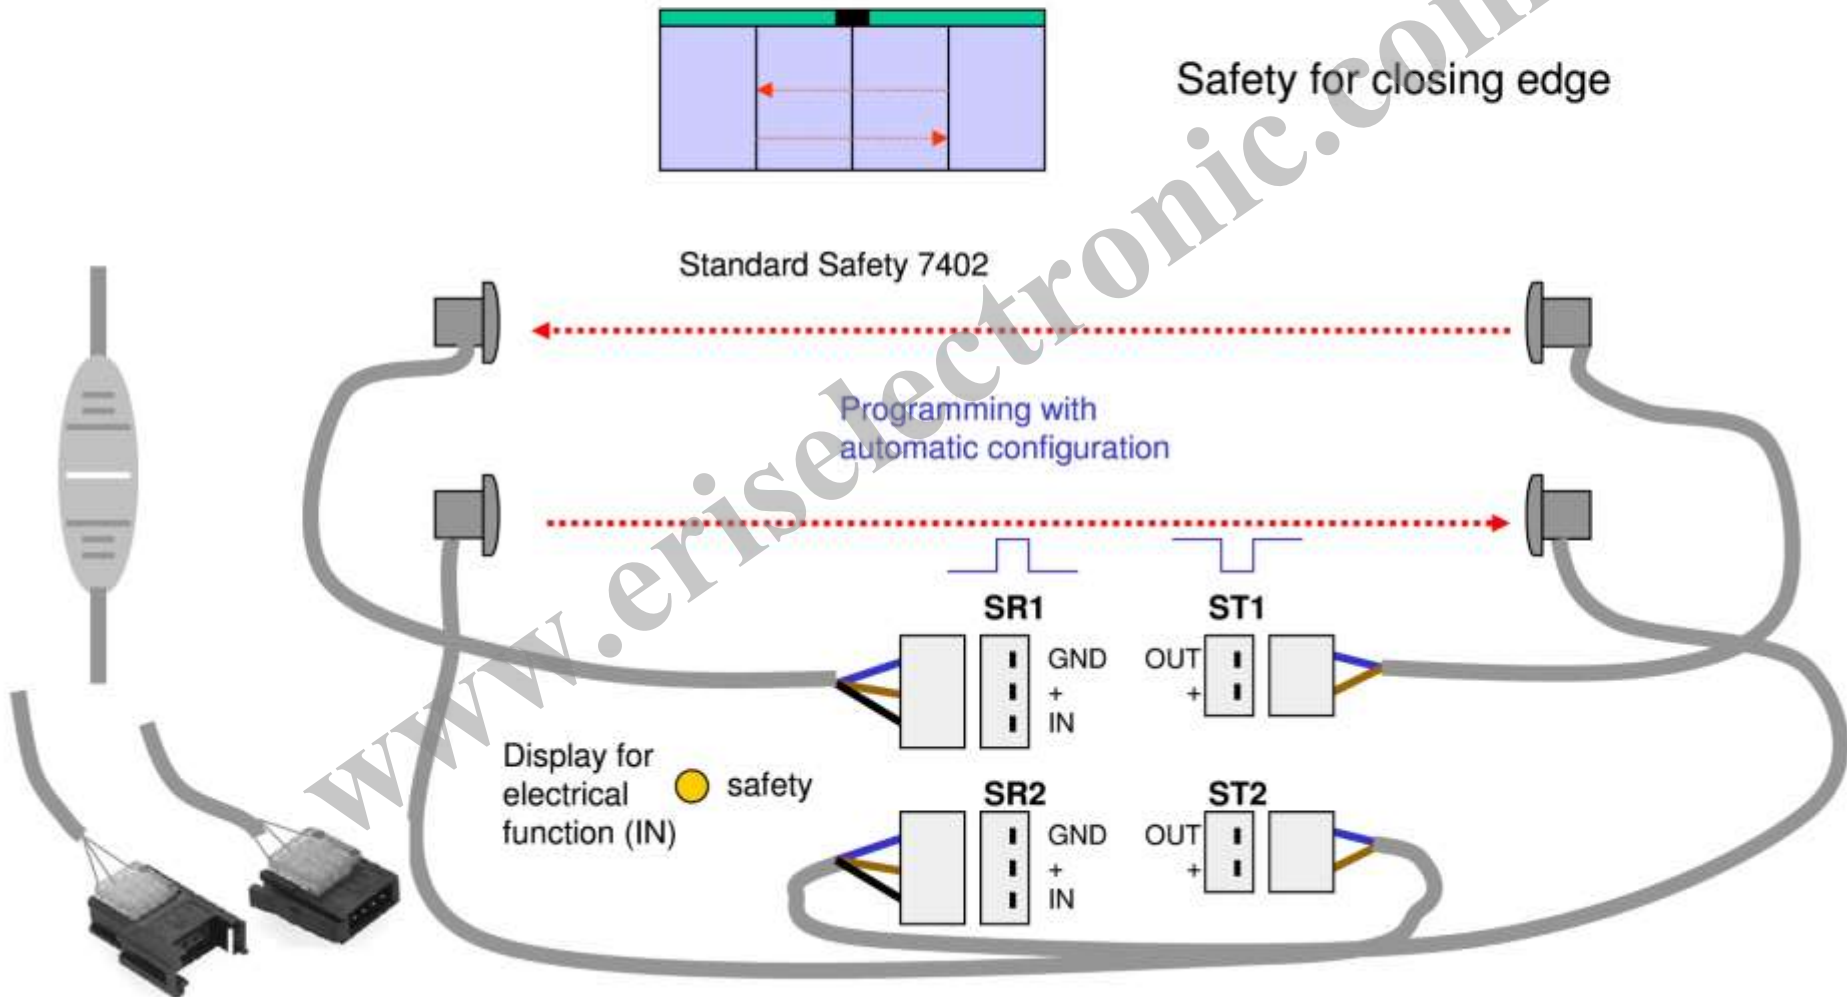 Safety for closing edge
Standard Safety 7402
Programming with
automatic configuration
SR1
ST1
GND
OUT
+
+
IN
Display for
electrical
function (IN)
safety
SR2
ST2
GND
OUT
+
+
IN
www.eriselectronic.com